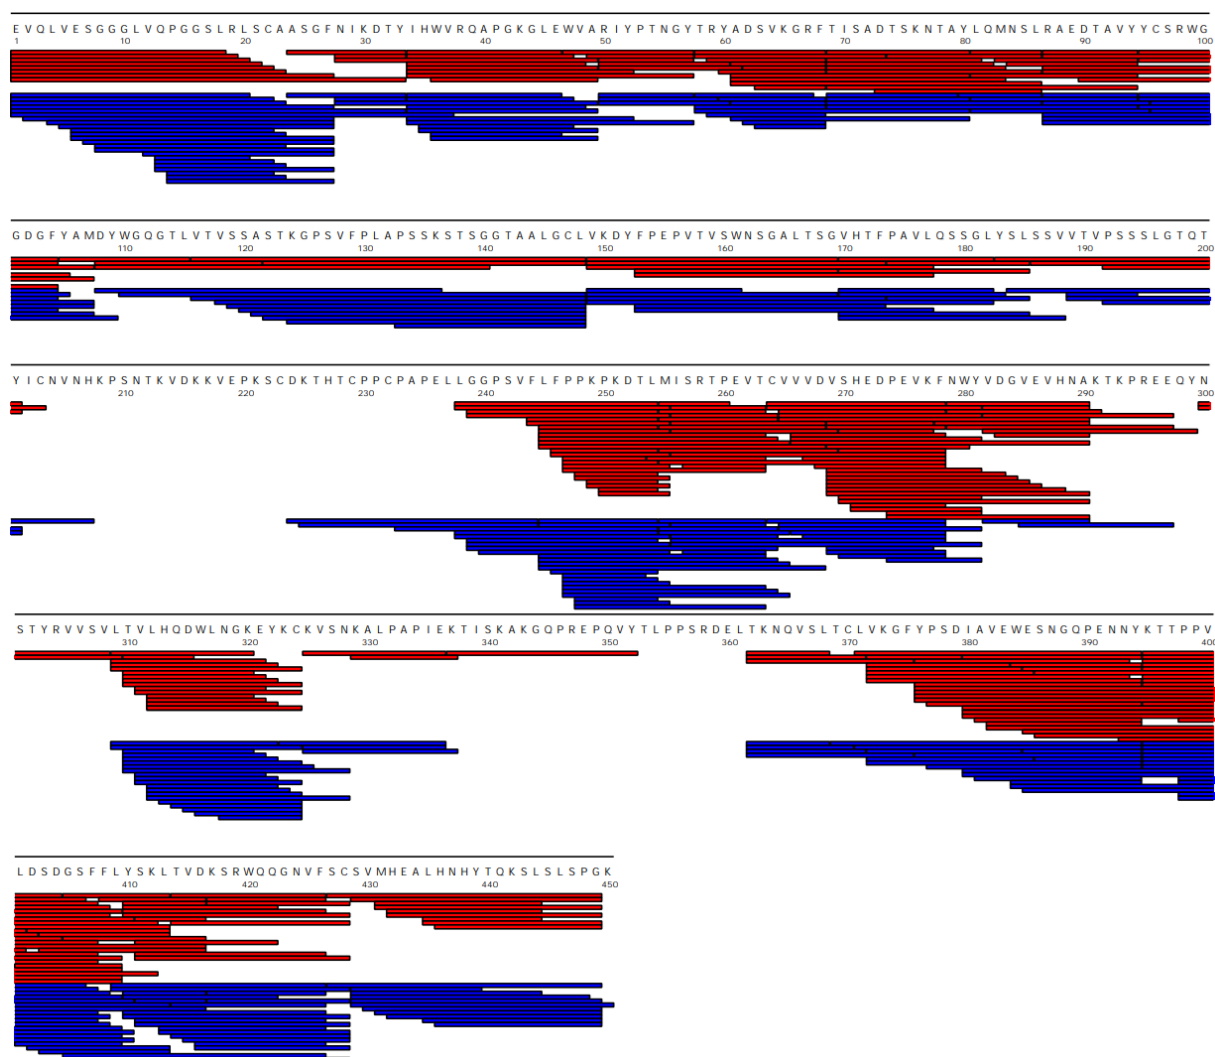 E V Q L V E S G G G L V Q P G G S L R L S C A A S G F N I K D T Y I H W V R Q A P G K G L E W V A R I Y P T N G Y T R Y A D S V K G R F T I S A D T S K N T A Y L Q M N S L R A E D T A V Y Y C S R W G
1 10 20 30 40 50 60 70 80 90 100
G D G F Y A M D Y W G Q G T L V T V S S A S T K G P S V F P L A P S S K S T S G G T A A L G C L V K D Y F P E P V T V S W N S G A L T S G V H T F P A V L Q S S G L Y S L S S V V T V P S S S L G T Q T
110 120 130 140 150 160 170 180 190 200
Y I C N V N H K P S N T K V D K K V E P K S C D K T H T C P P C P A P E L L G G P S V F L F P P K P K D T L M I S R T P E V T C V V V D V S H E D P E V K F N W Y V D G V E V H N A K T K P R E E Q Y N
210 220 230 240 250 260 270 280 290 300
S T Y R V V S V L T V L H Q D W L N G K E Y K C K V S N K A L P A P I E K T I S K A K G Q P R E P Q V Y T L P P S R D E L T K N Q V S L T C L V K G F Y P S D I A V E W E S N G Q P E N N Y K T T P P V
310 320 330 340 350 360 370 380 390 400
L D S D G S F F L Y S K L T V D K S R W Q Q G N V F S C S V M H E A L H N H Y T Q K S L S L S P G K
410 420 430 440 450